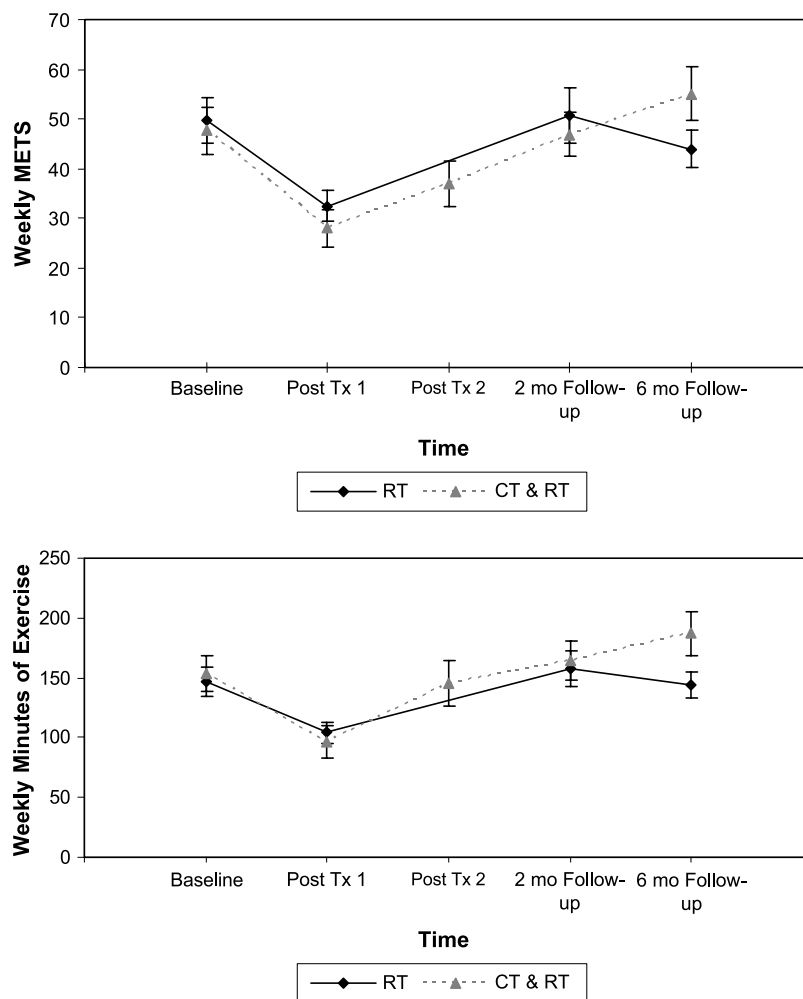 70
60
50
40
30
20
10
0
Weekly METS
Baseline Post Tx 1 Post Tx 2 2 mo Follow- 6 mo Follow-
up up
Time
RT CT & RT
250
200
150
100
50
0
Weekly Minutes of Exercise
Baseline Post Tx 1 Post Tx 2 2 mo Follow- 6 mo Follow-
up up
Time
RT CT & RT